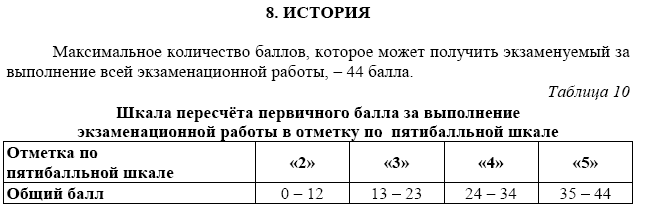 8. ИСТОРИЯ
Максимальное количество баллов, которое может получить экзаменуемый за
выполнение всей экзаменационной работы, – 44 балла.
Таблица 10
Шкала пересчёта первичного балла за выполнение
экзаменационной работы в отметку по пятибалльной шкале
Отметка по
пятибалльной шкале «2» «3» «4» «5»
Общий балл 0 – 12 13 – 23 24 – 34 35 – 44